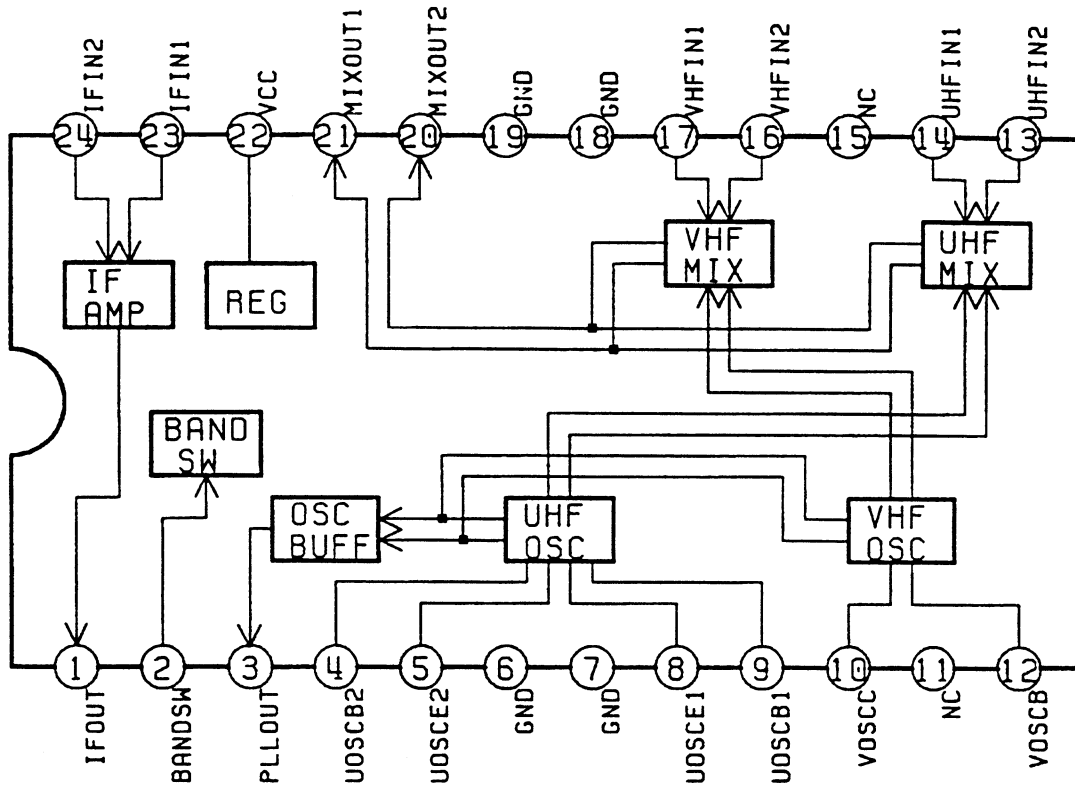 IFIN2
IFIN1
VCC
MIXOUT1
MIXOUT2
GND
GND
VHFIN1
VHFIN2
NC
UHFIN1
UHFIN2
24
23
22
21
20
19
18
17
16
15
14
13
IF
AMP
REG
VHF
MIX
UHF
MIX
BAND
SW
OSC
BUFF
UHF
OSC
VHF
OSC
1
2
3
4
5
6
7
8
9
10
11
12
IFOUT
BANDSW
PLLOUT
UOSCB2
UOSCE2
GND
GND
UOSCE1
UOSCB1
VOSCC
NC
VOSCB